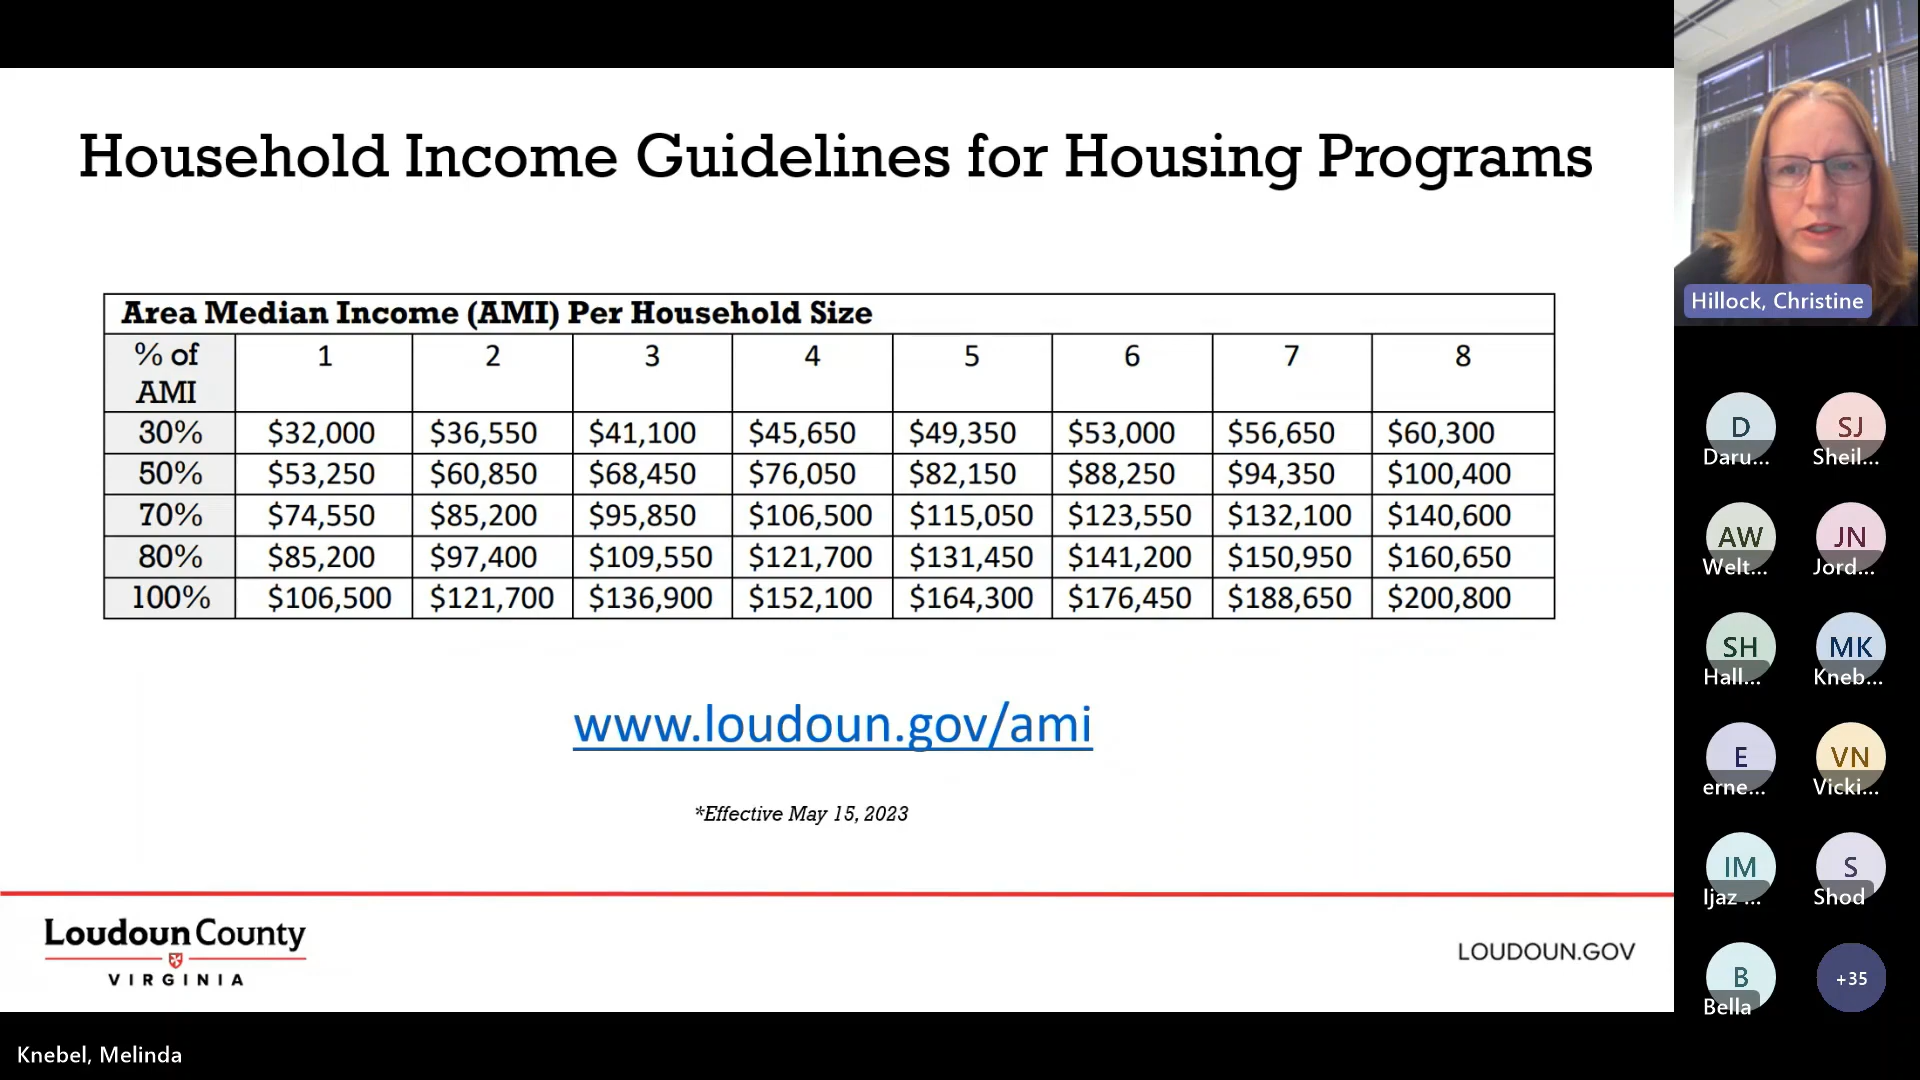 Household Income Guidelines for Housing Programs
Area Median Income (AMI) Per Household Size
% of AMI 1 2 3 4 5 6 7 8
30% $32,000 $36,550 $41,100 $45,650 $49,350 $53,000 $56,650 $60,300
50% $53,250 $60,850 $68,450 $76,050 $82,150 $88,250 $94,350 $100,400
70% $74,550 $85,200 $95,850 $106,500 $115,050 $123,550 $132,100 $140,600
80% $85,200 $97,400 $109,550 $121,700 $131,450 $141,200 $150,950 $160,650
100% $106,500 $121,700 $136,900 $152,100 $164,300 $176,450 $188,650 $200,800
www.loudoun.gov/ami
*Effective May 15, 2023
Loudoun County
VIRGINIA
LOUDOUN.GOV
Knebel, Melinda
Hillock, Christine
D SJ
Daru... Sheil...
AW JN
Welt... Jord...
SH MK
Hall... Kneb...
E VN
erne... Vicki...
IM S
Ijaz ... Shod
B +35
Bella